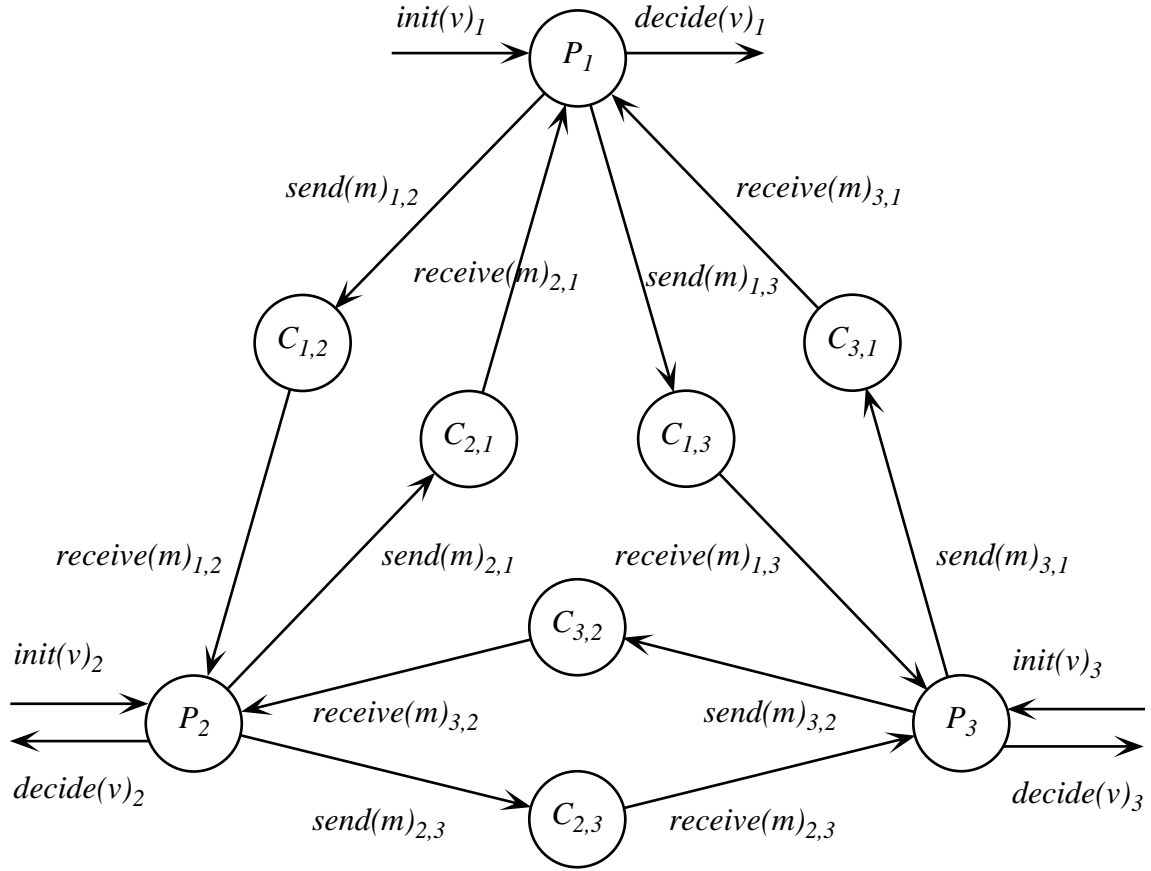 init(v)₁
decide(v)₁
P₁
send(m)₁,₂
receive(m)₃,₁
receive(m)₂,₁
send(m)₁,₃
C₁,₂
C₃,₁
C₂,₁
C₁,₃
receive(m)₁,₂
send(m)₂,₁
receive(m)₁,₃
send(m)₃,₁
C₃,₂
init(v)₂
init(v)₃
P₂
receive(m)₃,₂
send(m)₃,₂
P₃
decide(v)₂
decide(v)₃
send(m)₂,₃
C₂,₃
receive(m)₂,₃